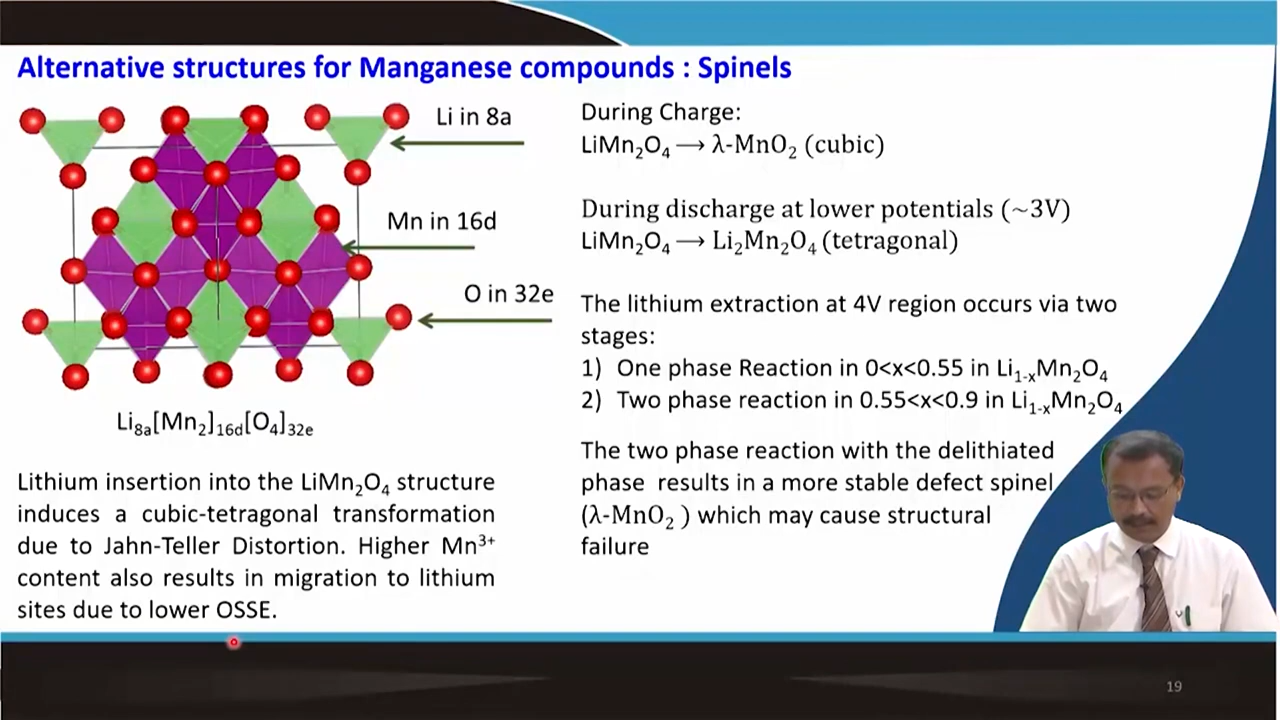 Alternative structures for Manganese compounds : Spinels
Li in 8a
Mn in 16d
O in 32e
Li₈ₐ[Mn₂]₁₆d[O₄]₃₂ₑ
Lithium insertion into the LiMn₂O₄ structure
induces a cubic-tetragonal transformation
due to Jahn-Teller Distortion. Higher Mn³⁺
content also results in migration to lithium
sites due to lower OSSE.
During Charge:
LiMn₂O₄ → λ-MnO₂ (cubic)
During discharge at lower potentials (~3V)
LiMn₂O₄ → Li₂Mn₂O₄ (tetragonal)
The lithium extraction at 4V region occurs via two
stages:
1) One phase Reaction in 0<x<0.55 in Li₁₋ₓMn₂O₄
2) Two phase reaction in 0.55<x<0.9 in Li₁₋ₓMn₂O₄
The two phase reaction with the delithiated
phase results in a more stable defect spinel
(λ-MnO₂ ) which may cause structural
failure
19